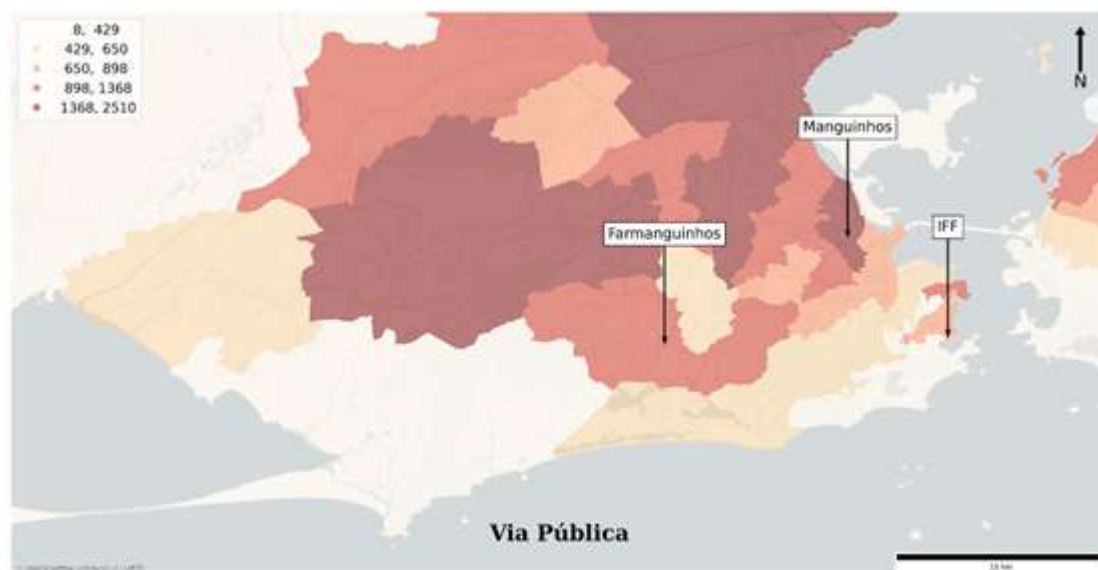 8, 429
429, 650
650, 898
898, 1368
1368, 2510
N
Manguinhos
Farmanguinhos
IFF
Via Pública